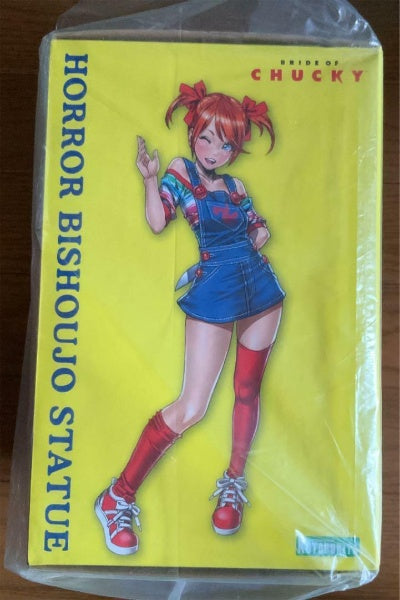 BRIDE OF
CHUCKY
HORROR BISHOUJO STATUE
KOTOBUKIYA